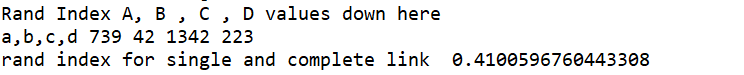 Rand Index A, B , C , D values down here
a,b,c,d 739 42 1342 223
rand index for single and complete link  0.4100596760443308